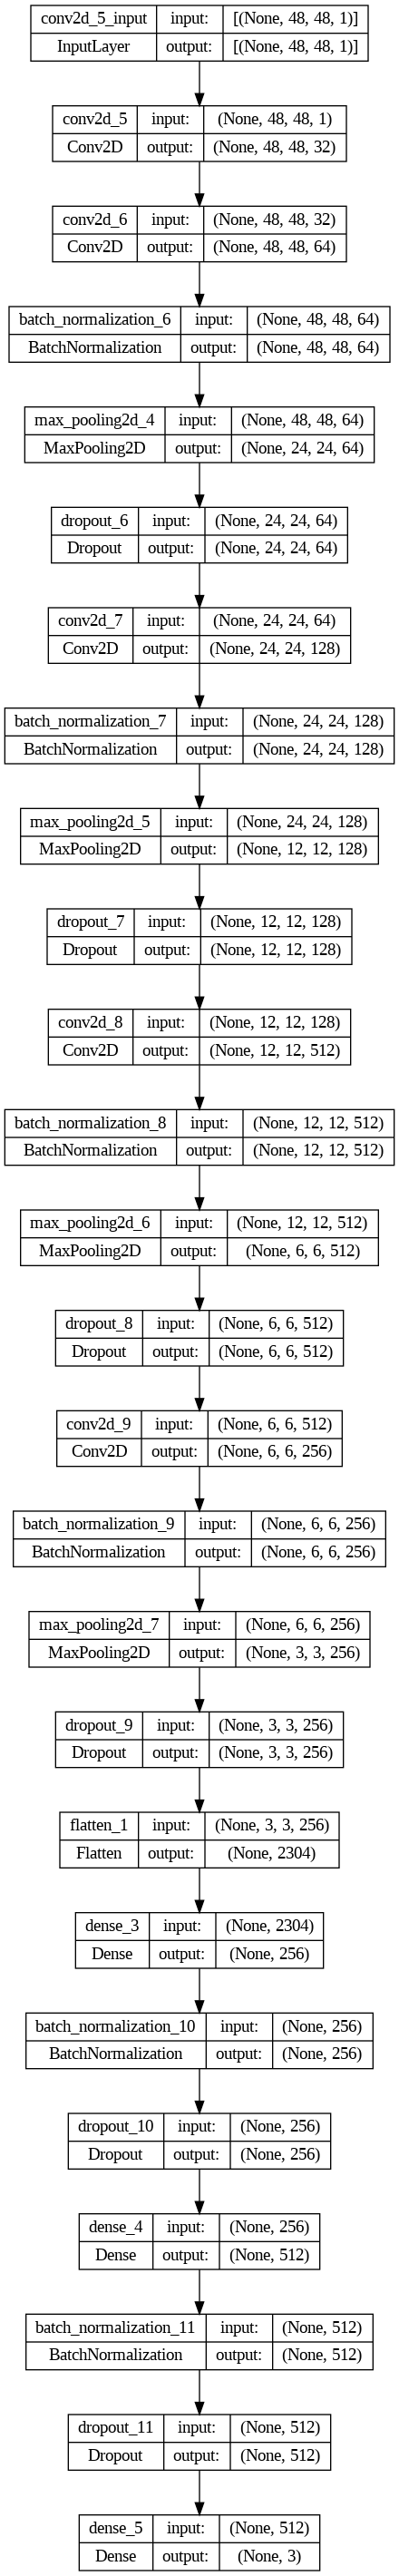 conv2d_5_input input: [(None, 48, 48, 1)]
InputLayer output: [(None, 48, 48, 1)]
conv2d_5 input: (None, 48, 48, 1)
Conv2D output: (None, 48, 48, 32)
conv2d_6 input: (None, 48, 48, 32)
Conv2D output: (None, 48, 48, 64)
batch_normalization_6 input: (None, 48, 48, 64)
BatchNormalization output: (None, 48, 48, 64)
max_pooling2d_4 input: (None, 48, 48, 64)
MaxPooling2D output: (None, 24, 24, 64)
dropout_6 input: (None, 24, 24, 64)
Dropout output: (None, 24, 24, 64)
conv2d_7 input: (None, 24, 24, 64)
Conv2D output: (None, 24, 24, 128)
batch_normalization_7 input: (None, 24, 24, 128)
BatchNormalization output: (None, 24, 24, 128)
max_pooling2d_5 input: (None, 24, 24, 128)
MaxPooling2D output: (None, 12, 12, 128)
dropout_7 input: (None, 12, 12, 128)
Dropout output: (None, 12, 12, 128)
conv2d_8 input: (None, 12, 12, 128)
Conv2D output: (None, 12, 12, 512)
batch_normalization_8 input: (None, 12, 12, 512)
BatchNormalization output: (None, 12, 12, 512)
max_pooling2d_6 input: (None, 12, 12, 512)
MaxPooling2D output: (None, 6, 6, 512)
dropout_8 input: (None, 6, 6, 512)
Dropout output: (None, 6, 6, 512)
conv2d_9 input: (None, 6, 6, 512)
Conv2D output: (None, 6, 6, 256)
batch_normalization_9 input: (None, 6, 6, 256)
BatchNormalization output: (None, 6, 6, 256)
max_pooling2d_7 input: (None, 6, 6, 256)
MaxPooling2D output: (None, 3, 3, 256)
dropout_9 input: (None, 3, 3, 256)
Dropout output: (None, 3, 3, 256)
flatten_1 input: (None, 3, 3, 256)
Flatten output: (None, 2304)
dense_3 input: (None, 2304)
Dense output: (None, 256)
batch_normalization_10 input: (None, 256)
BatchNormalization output: (None, 256)
dropout_10 input: (None, 256)
Dropout output: (None, 256)
dense_4 input: (None, 256)
Dense output: (None, 512)
batch_normalization_11 input: (None, 512)
BatchNormalization output: (None, 512)
dropout_11 input: (None, 512)
Dropout output: (None, 512)
dense_5 input: (None, 512)
Dense output: (None, 3)